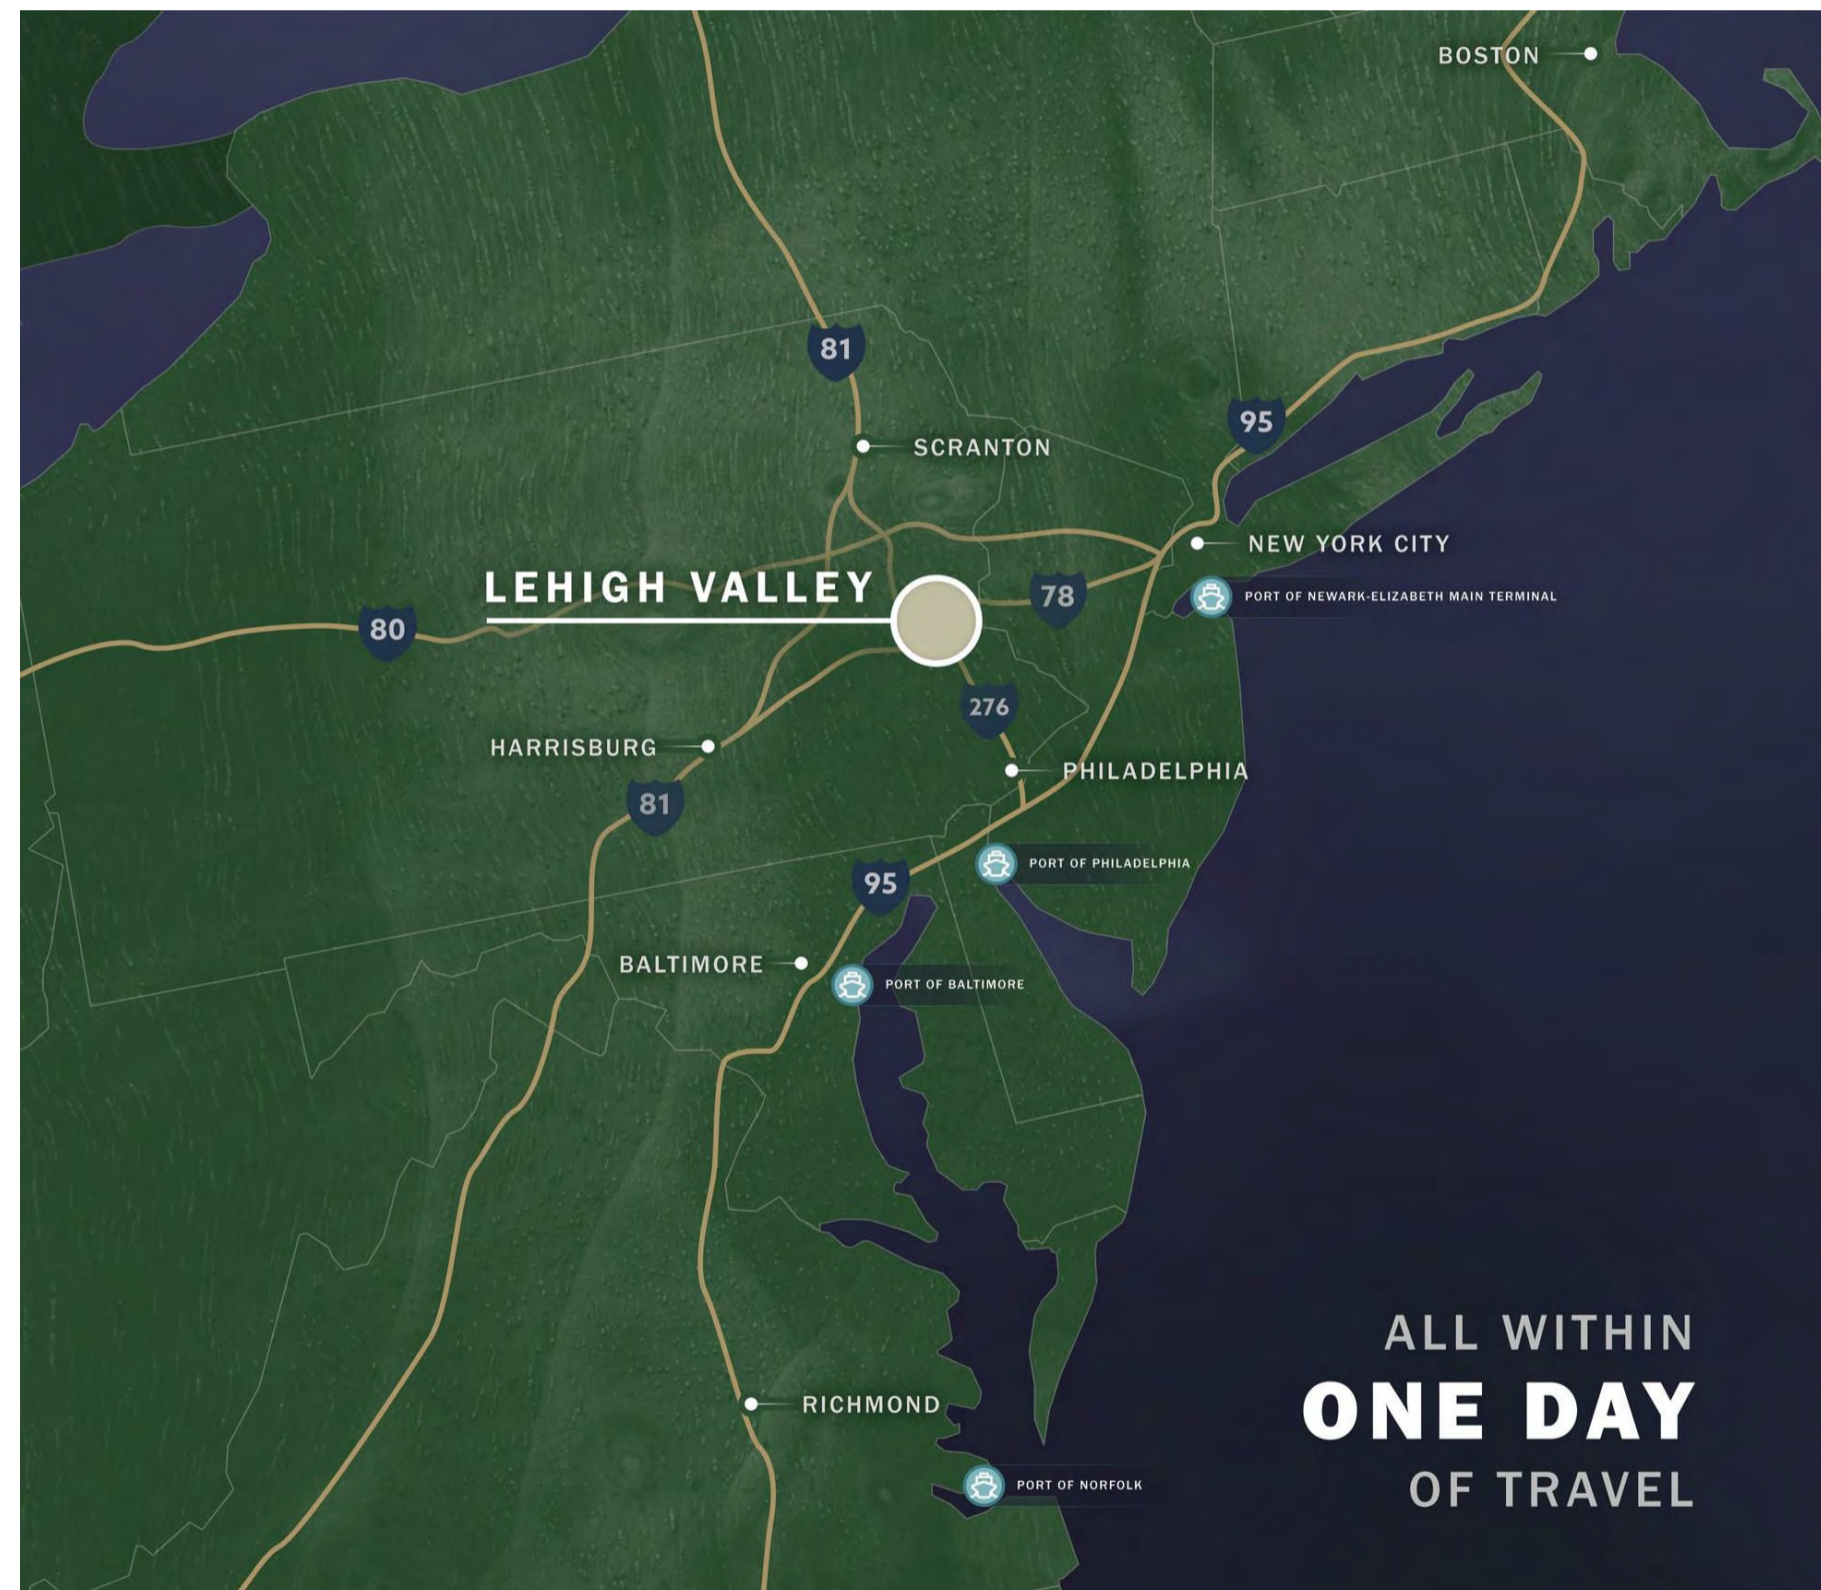 BOSTON
81
95
SCRANTON
NEW YORK CITY
LEHIGH VALLEY
78
PORT OF NEWARK-ELIZABETH MAIN TERMINAL
80
276
HARRISBURG
PHILADELPHIA
81
PORT OF PHILADELPHIA
95
BALTIMORE
PORT OF BALTIMORE
ALL WITHIN
ONE DAY
OF TRAVEL
RICHMOND
PORT OF NORFOLK